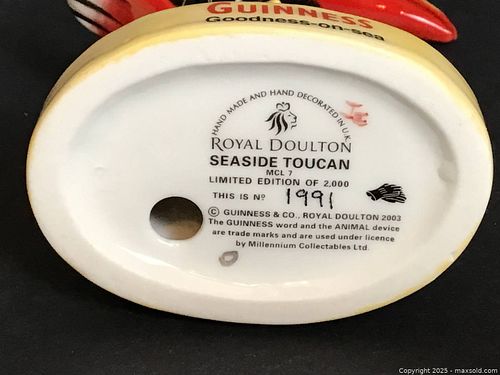 GUINNESS
Goodness-on-sea
HAND MADE AND HAND DECORATED IN U.K.
ROYAL DOULTON
SEASIDE TOUCAN
MCL 7
LIMITED EDITION OF 2,000
THIS IS Nº 1991
© GUINNESS & CO., ROYAL DOULTON 2003
The GUINNESS word and the ANIMAL device
are trade marks and are used under licence
by Millennium Collectables Ltd.
Copyright © 2025 - maxsold.com